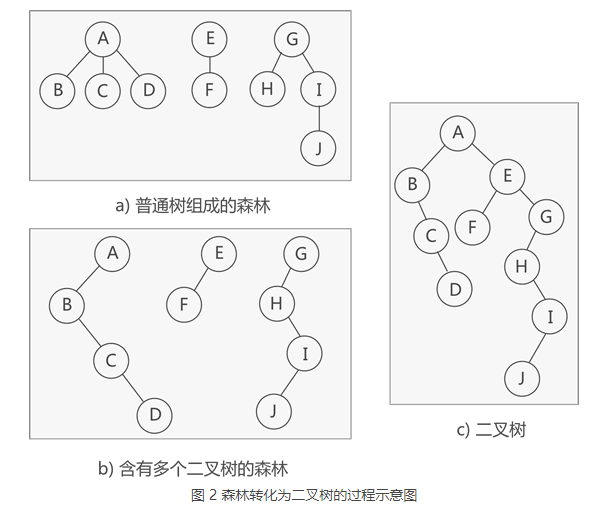 A E G
B C D F H I
J
a) 普通树组成的森林
A E G
B F H
C I
D J
b) 含有多个二叉树的森林
A
B E
C F G
D H
I
J
c) 二叉树
图 2 森林转化为二叉树的过程示意图